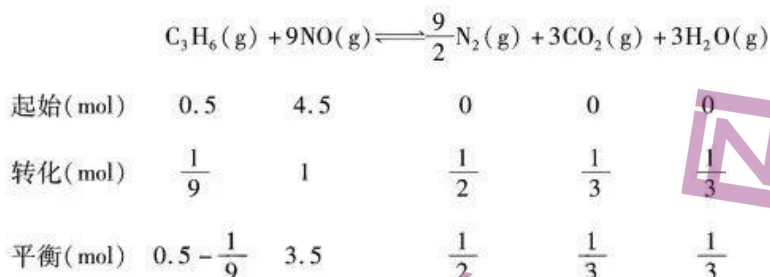 C₃H₆(g) + 9NO(g) ⇌ 9/2 N₂(g) + 3CO₂(g) + 3H₂O(g)
起始(mol) 0.5 4.5 0 0 0
转化(mol) 1/9 1 1/2 1/3 1/3
平衡(mol) 0.5 - 1/9 3.5 1/2 1/3 1/3